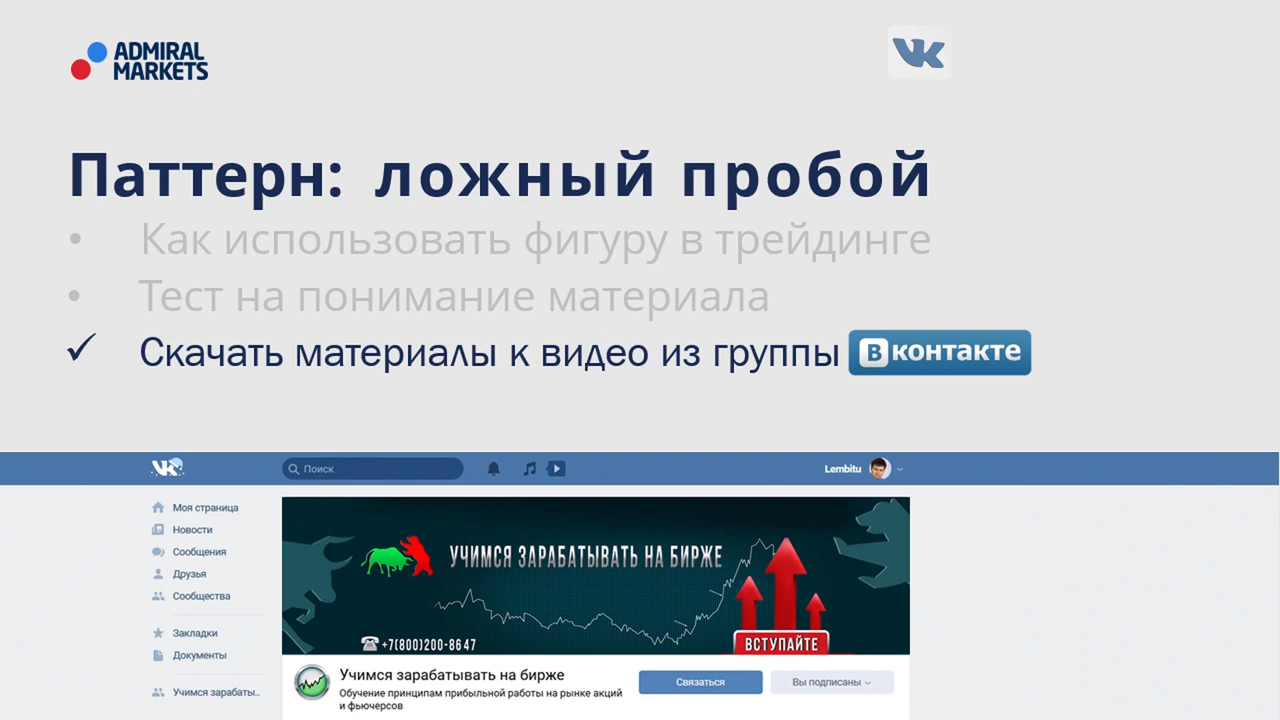 ADMIRAL
MARKETS
Паттерн: ложный пробой
• Как использовать фигуру в трейдинге
• Тест на понимание материала
✓ Скачать материалы к видео из группы В контакте
Поиск
Lembitu
Моя страница
Новости
Сообщения
Друзья
Сообщества
Закладки
Документы
Учимся зарабаты..
УЧИМСЯ ЗАРАБАТЫВАТЬ НА БИРЖЕ
+7(800)200-8647
ВСТУПАЙТЕ
Учимся зарабатывать на бирже
Обучение принципам прибыльной работы на рынке акций
и фьючерсов
Связаться
Вы подписаны